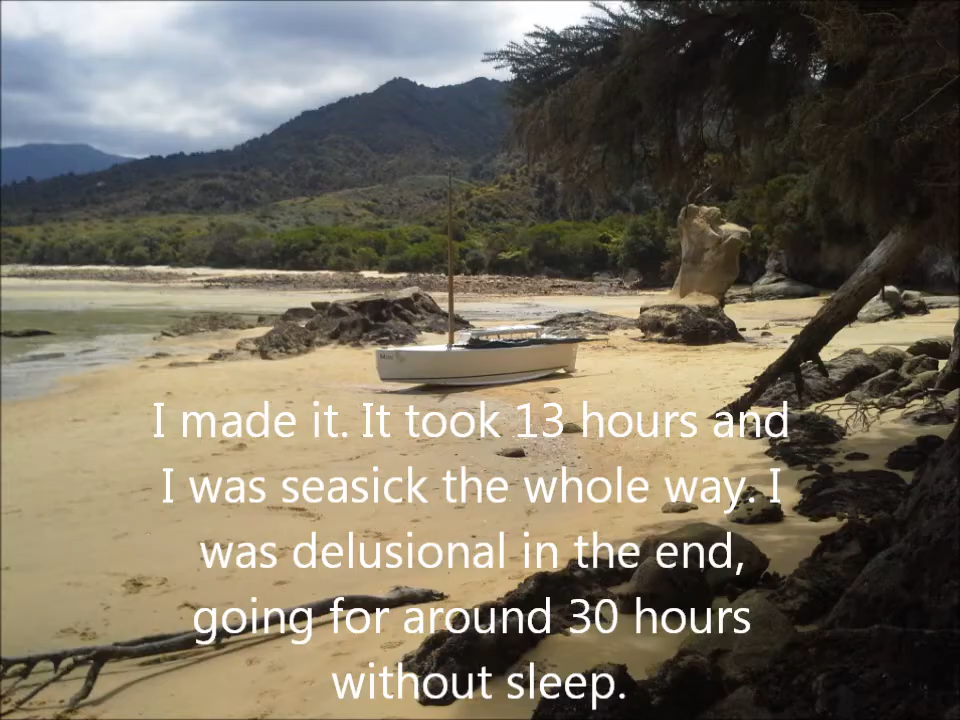 I made it. It took 13 hours and
I was seasick the whole way. I
was delusional in the end,
going for around 30 hours
without sleep.